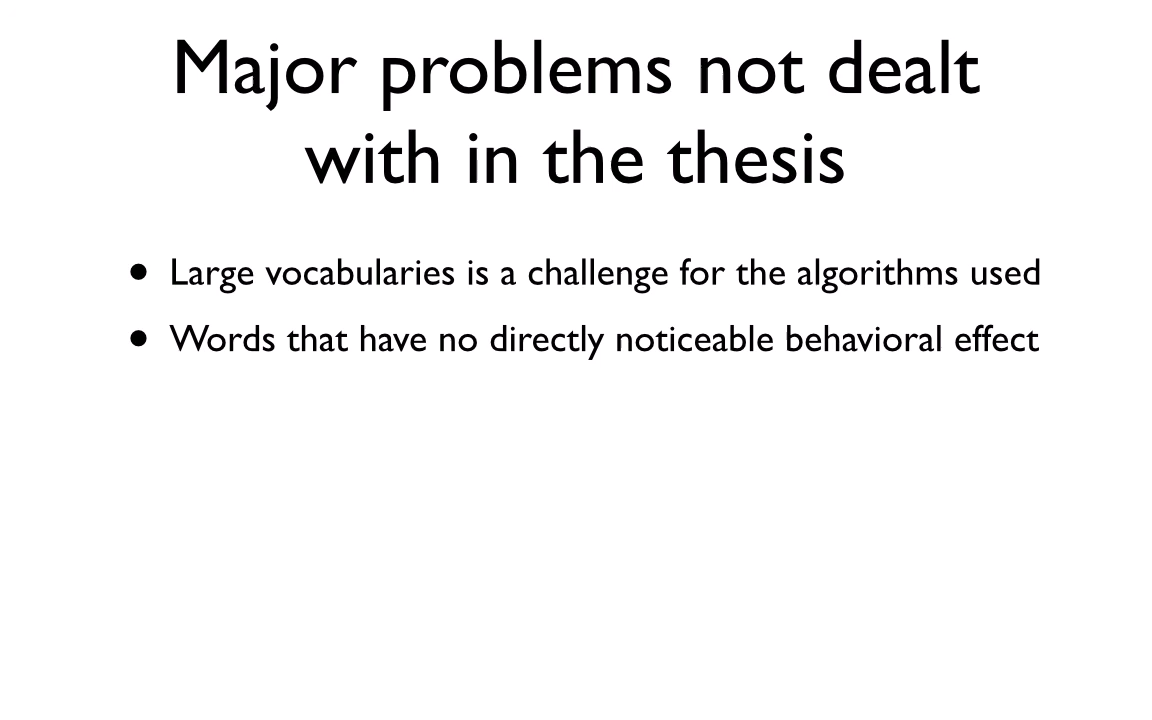 Major problems not dealt
with in the thesis
• Large vocabularies is a challenge for the algorithms used
• Words that have no directly noticeable behavioral effect